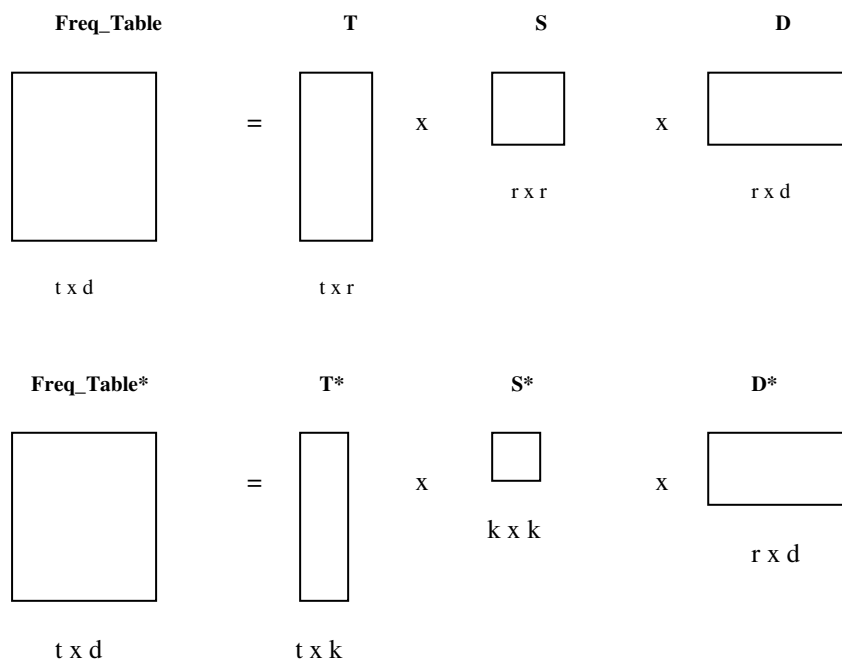 Freq_Table T S D
= x x
r x r r x d
t x d t x r
Freq_Table* T* S* D*
= x x
k x k
r x d
t x d t x k